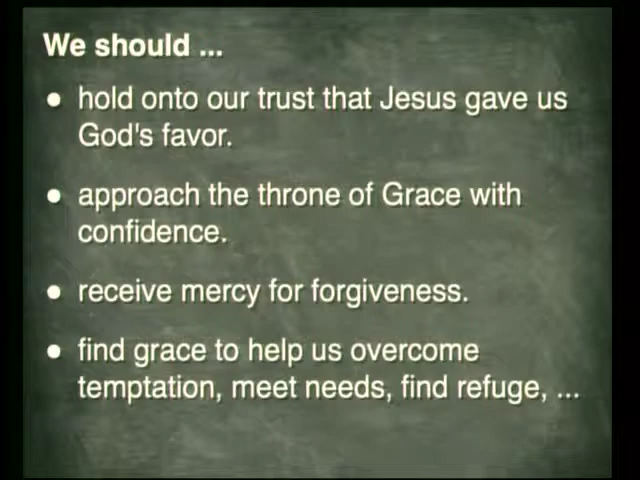 We should ...
● hold onto our trust that Jesus gave us
God's favor.
● approach the throne of Grace with
confidence.
● receive mercy for forgiveness.
● find grace to help us overcome
temptation, meet needs, find refuge, ...